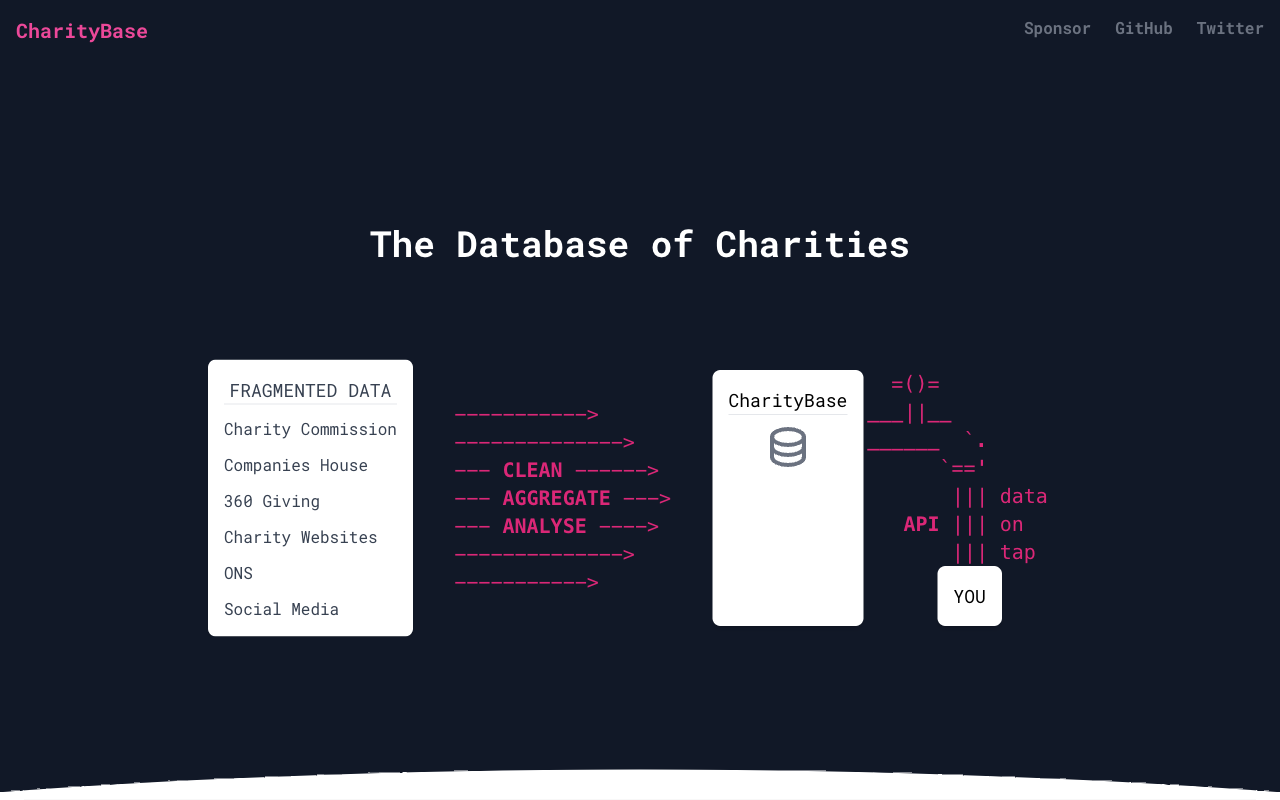 CharityBase
Sponsor GitHub Twitter
The Database of Charities
FRAGMENTED DATA
Charity Commission
Companies House
360 Giving
Charity Websites
ONS
Social Media
----------->
-------------->
--- CLEAN ------>
--- AGGREGATE --->
--- ANALYSE ---->
-------------->
----------->
CharityBase
=()=
___||__
______  `.
`=='
||| data
API ||| on
||| tap
YOU